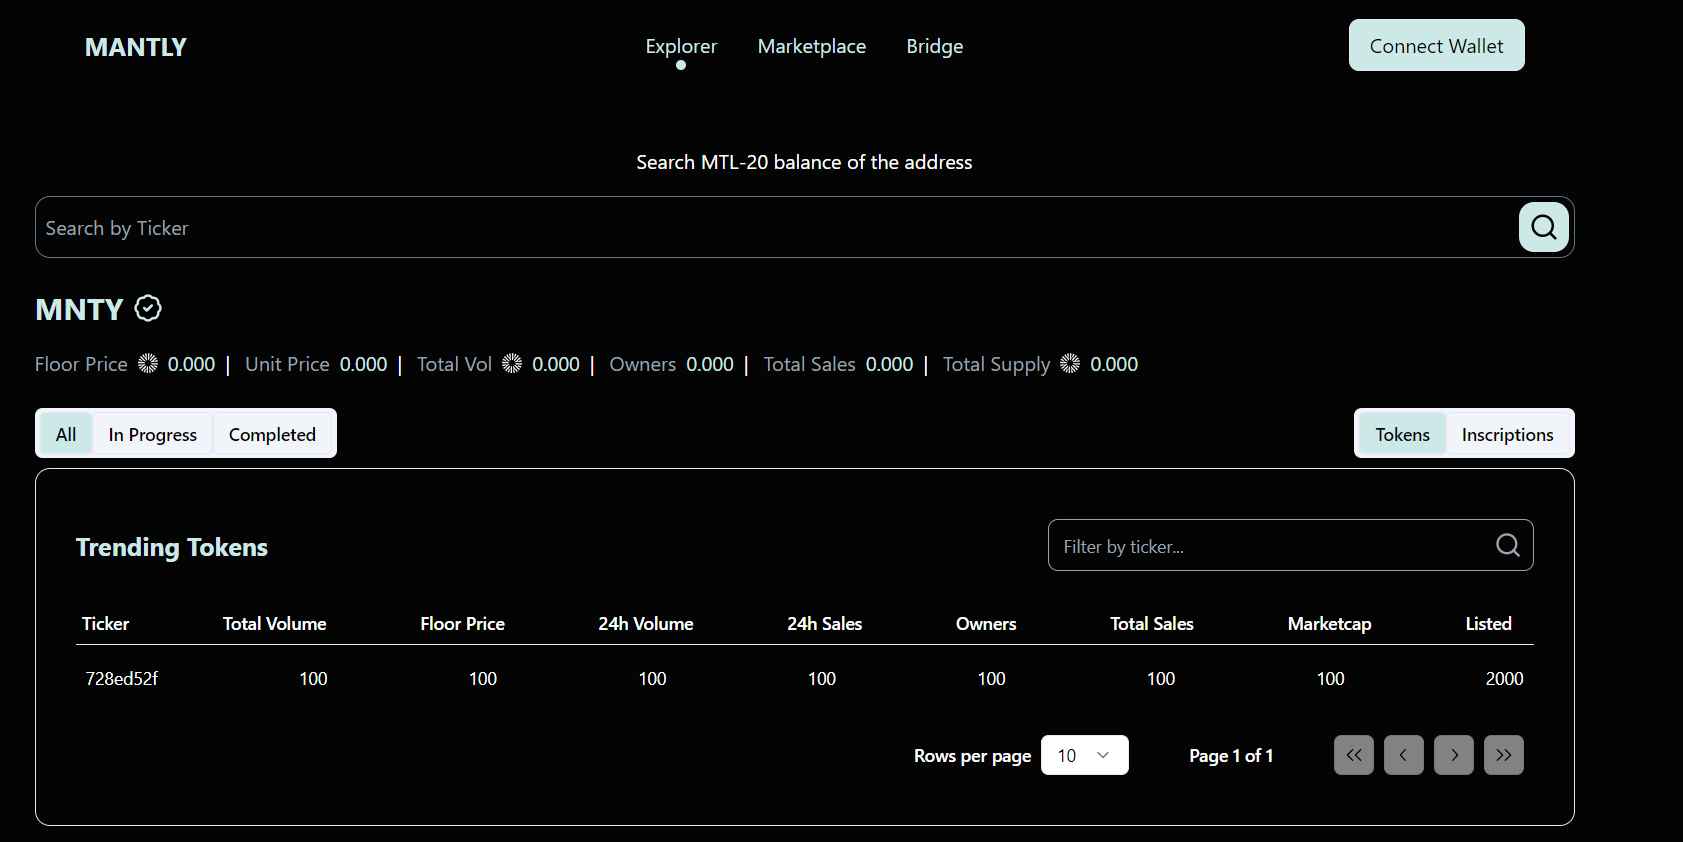 MANTLY
Explorer Marketplace Bridge
Connect Wallet
Search MTL-20 balance of the address
Search by Ticker
MNTY
Floor Price 0.000 | Unit Price 0.000 | Total Vol 0.000 | Owners 0.000 | Total Sales 0.000 | Total Supply 0.000
All In Progress Completed
Tokens Inscriptions
Trending Tokens
Filter by ticker...
Ticker Total Volume Floor Price 24h Volume 24h Sales Owners Total Sales Marketcap Listed
728ed52f 100 100 100 100 100 100 100 2000
Rows per page 10 Page 1 of 1